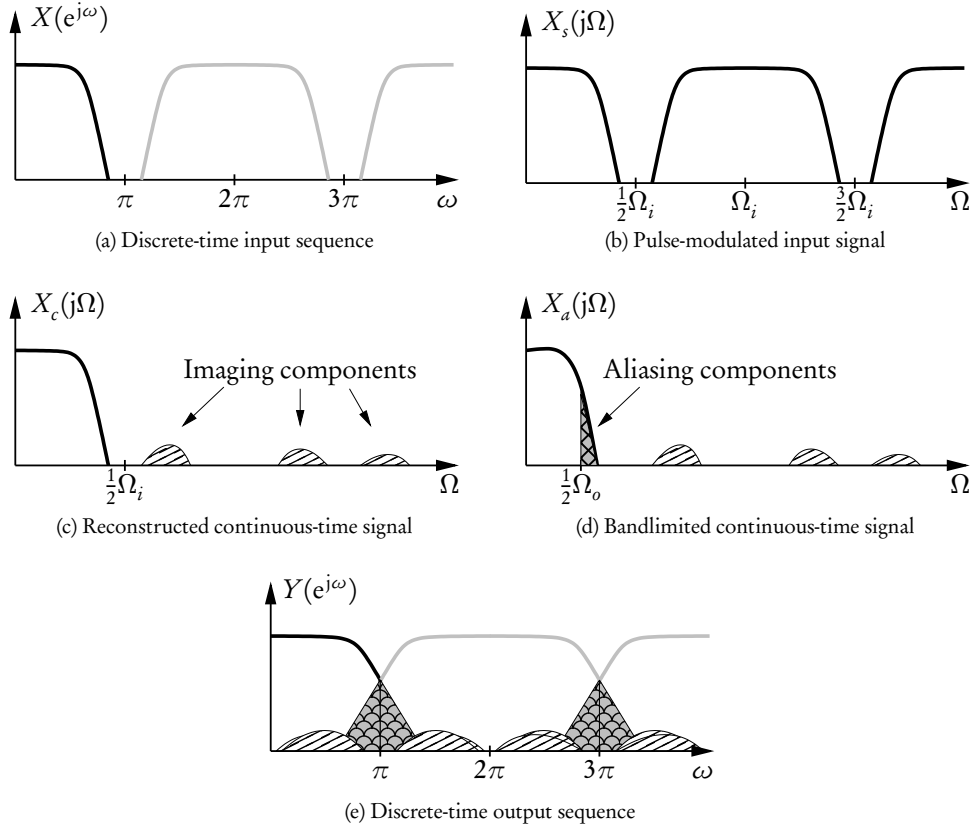 X(e^{jω})
π
2π
3π
ω
(a) Discrete-time input sequence
X_s(jΩ)
½Ω_i
Ω_i
3/2Ω_i
Ω
(b) Pulse-modulated input signal
X_c(jΩ)
Imaging components
½Ω_i
Ω
(c) Reconstructed continuous-time signal
X_a(jΩ)
Aliasing components
½Ω_o
Ω
(d) Bandlimited continuous-time signal
Y(e^{jω})
π
2π
3π
ω
(e) Discrete-time output sequence